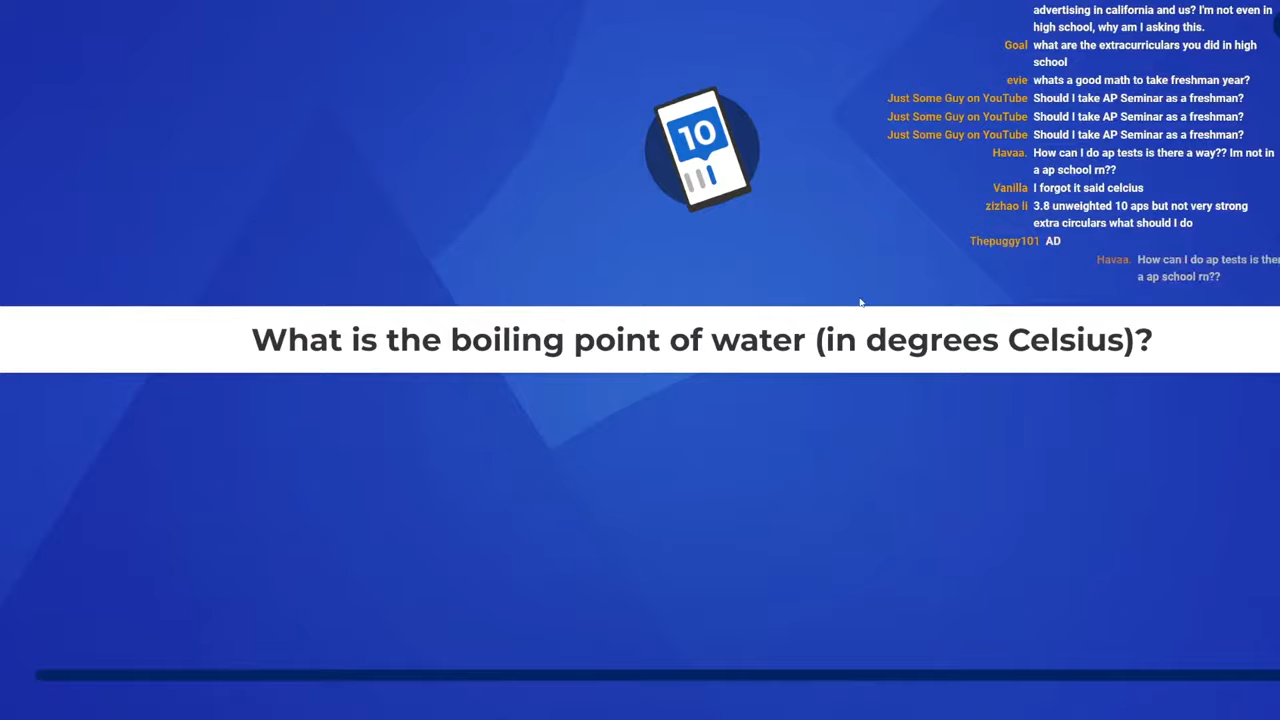 advertising in california and us? I'm not even in
high school, why am I asking this.
Goal what are the extracurriculars you did in high
school
evie whats a good math to take freshman year?
Just Some Guy on YouTube Should I take AP Seminar as a freshman?
Just Some Guy on YouTube Should I take AP Seminar as a freshman?
Just Some Guy on YouTube Should I take AP Seminar as a freshman?
Havaa. How can I do ap tests is there a way?? Im not in
a ap school rn??
Vanilla I forgot it said celcius
zizhao li 3.8 unweighted 10 aps but not very strong
extra circulars what should I do
Thepuggy101 AD
Havaa. How can I do ap tests is ther
a ap school rn??
10
What is the boiling point of water (in degrees Celsius)?